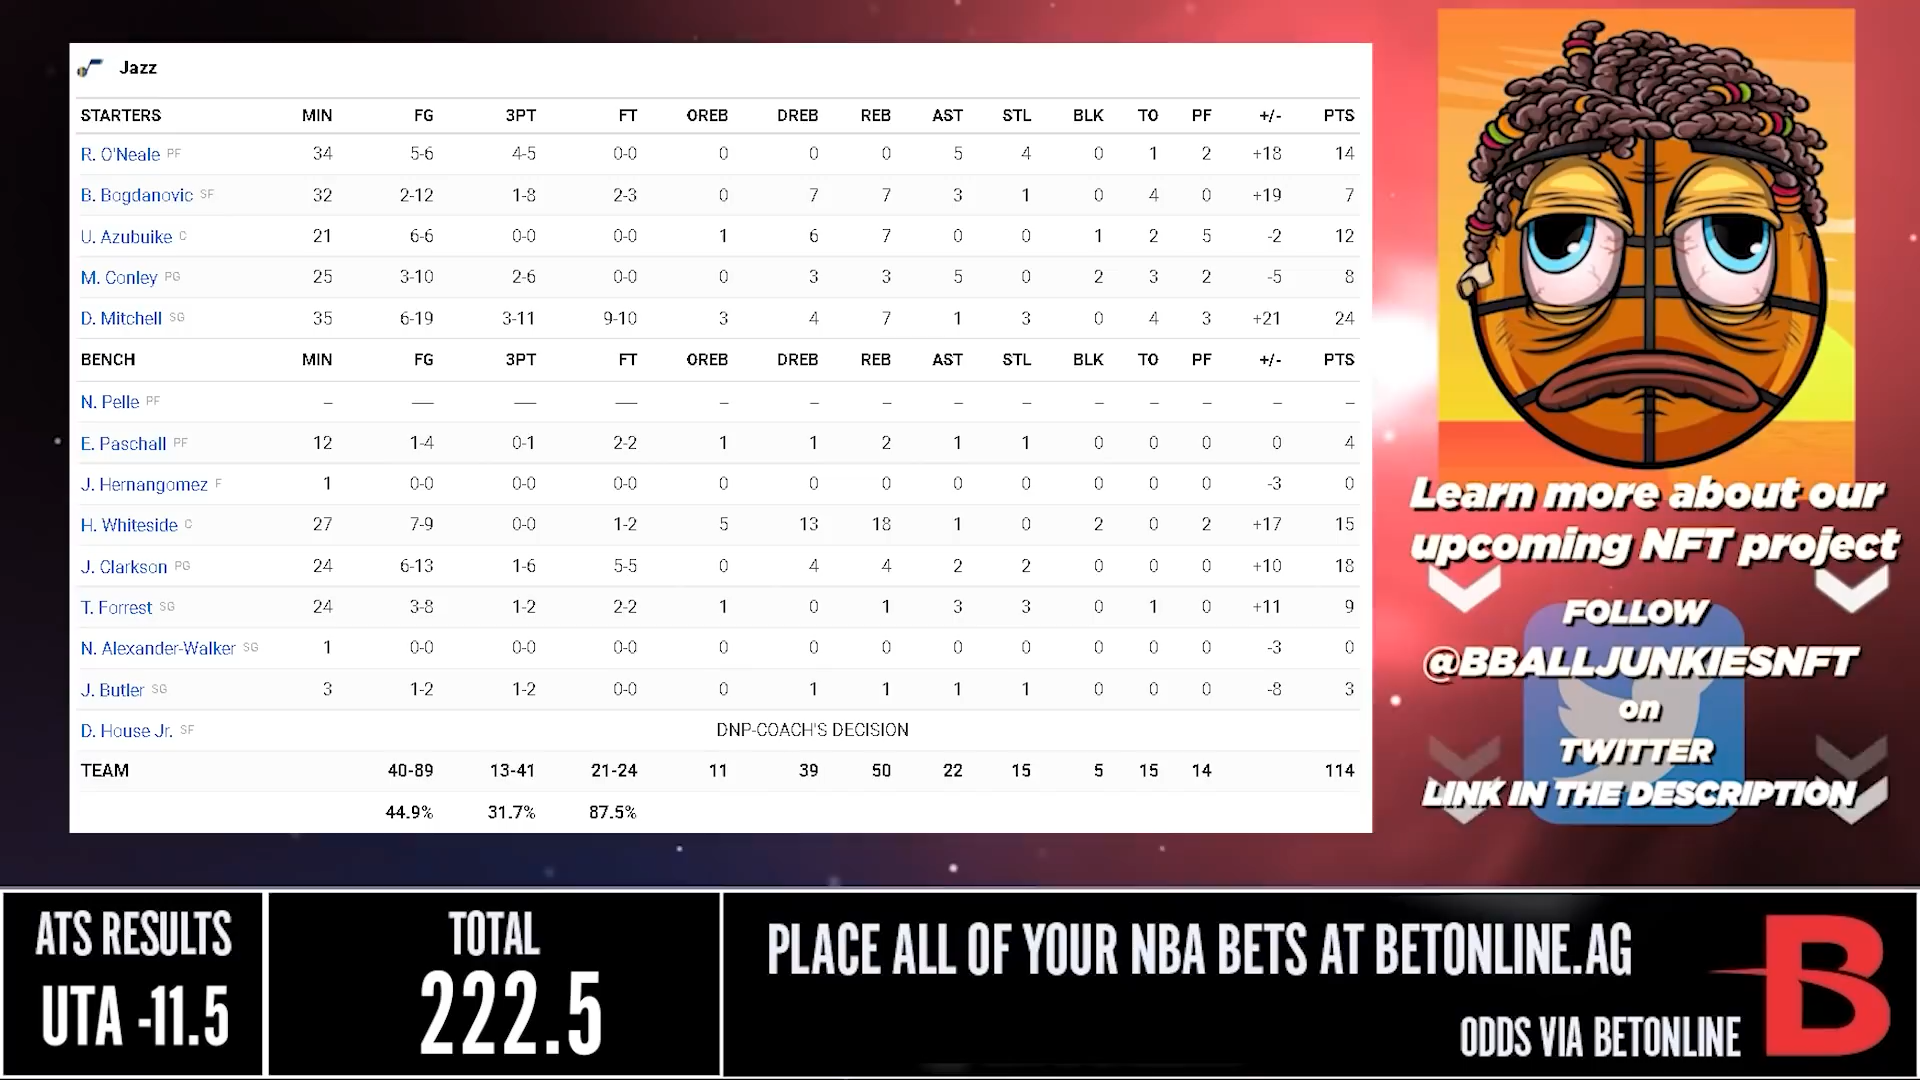 Jazz
STARTERS MIN FG 3PT FT OREB DREB REB AST STL BLK TO PF +/- PTS
R. O'Neale PF 34 5-6 4-5 0-0 0 0 0 5 4 0 1 2 +18 14
B. Bogdanovic SF 32 2-12 1-8 2-3 0 7 7 3 1 0 4 0 +19 7
U. Azubuike C 21 6-6 0-0 0-0 1 6 7 0 0 1 2 5 -2 12
M. Conley PG 25 3-10 2-6 0-0 0 3 3 5 0 2 3 2 -5 8
D. Mitchell SG 35 6-19 3-11 9-10 3 4 7 1 3 0 4 3 +21 24
BENCH MIN FG 3PT FT OREB DREB REB AST STL BLK TO PF +/- PTS
N. Pelle PF – –– –– –– – – – – – – – – – –
E. Paschall PF 12 1-4 0-1 2-2 1 1 2 1 1 0 0 0 0 4
J. Hernangomez F 1 0-0 0-0 0-0 0 0 0 0 0 0 0 0 -3 0
H. Whiteside C 27 7-9 0-0 1-2 5 13 18 1 0 2 0 2 +17 15
J. Clarkson PG 24 6-13 1-6 5-5 0 4 4 2 2 0 0 0 +10 18
T. Forrest SG 24 3-8 1-2 2-2 1 0 1 3 3 0 1 0 +11 9
N. Alexander-Walker SG 1 0-0 0-0 0-0 0 0 0 0 0 0 0 0 -3 0
J. Butler SG 3 1-2 1-2 0-0 0 1 1 1 1 0 0 0 -8 3
D. House Jr. SF DNP-COACH'S DECISION
TEAM 40-89 13-41 21-24 11 39 50 22 15 5 15 14 114
44.9% 31.7% 87.5%
Learn more about our
upcoming NFT project
FOLLOW
@BBALLJUNKIESNFT
on
TWITTER
LINK IN THE DESCRIPTION
ATS RESULTS
UTA -11.5
TOTAL
222.5
PLACE ALL OF YOUR NBA BETS AT BETONLINE.AG
ODDS VIA BETONLINE
B